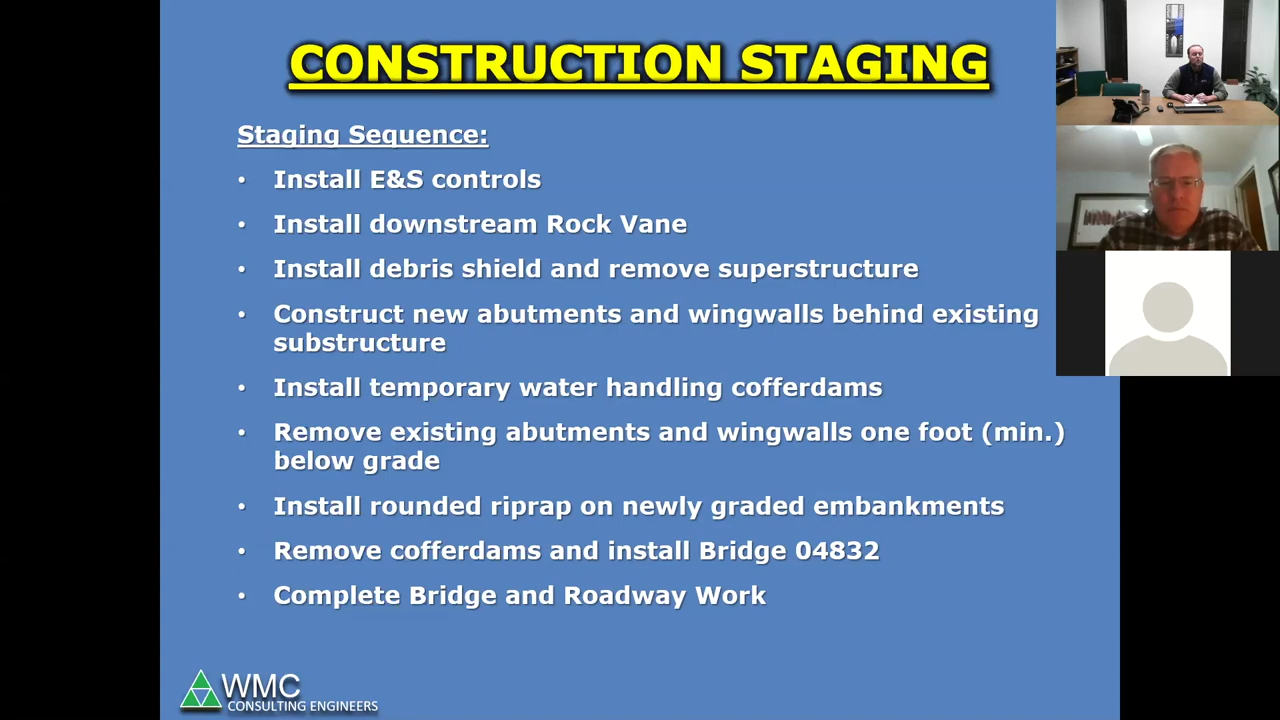 CONSTRUCTION STAGING
Staging Sequence:
• Install E&S controls
• Install downstream Rock Vane
• Install debris shield and remove superstructure
• Construct new abutments and wingwalls behind existing
substructure
• Install temporary water handling cofferdams
• Remove existing abutments and wingwalls one foot (min.)
below grade
• Install rounded riprap on newly graded embankments
• Remove cofferdams and install Bridge 04832
• Complete Bridge and Roadway Work
WMC
CONSULTING ENGINEERS